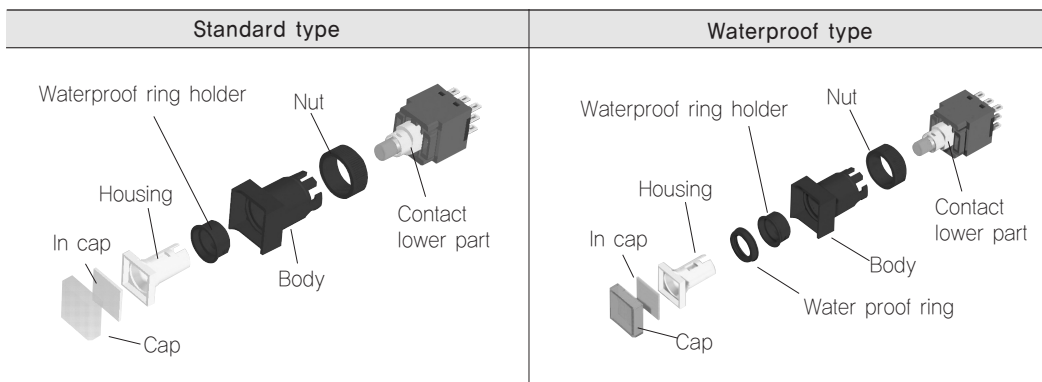 Standard type
Waterproof ring holder
Nut
Housing
In cap
Contact
lower part
Body
Cap
Waterproof type
Waterproof ring holder
Nut
Housing
In cap
Contact
lower part
Body
Water proof ring
Cap